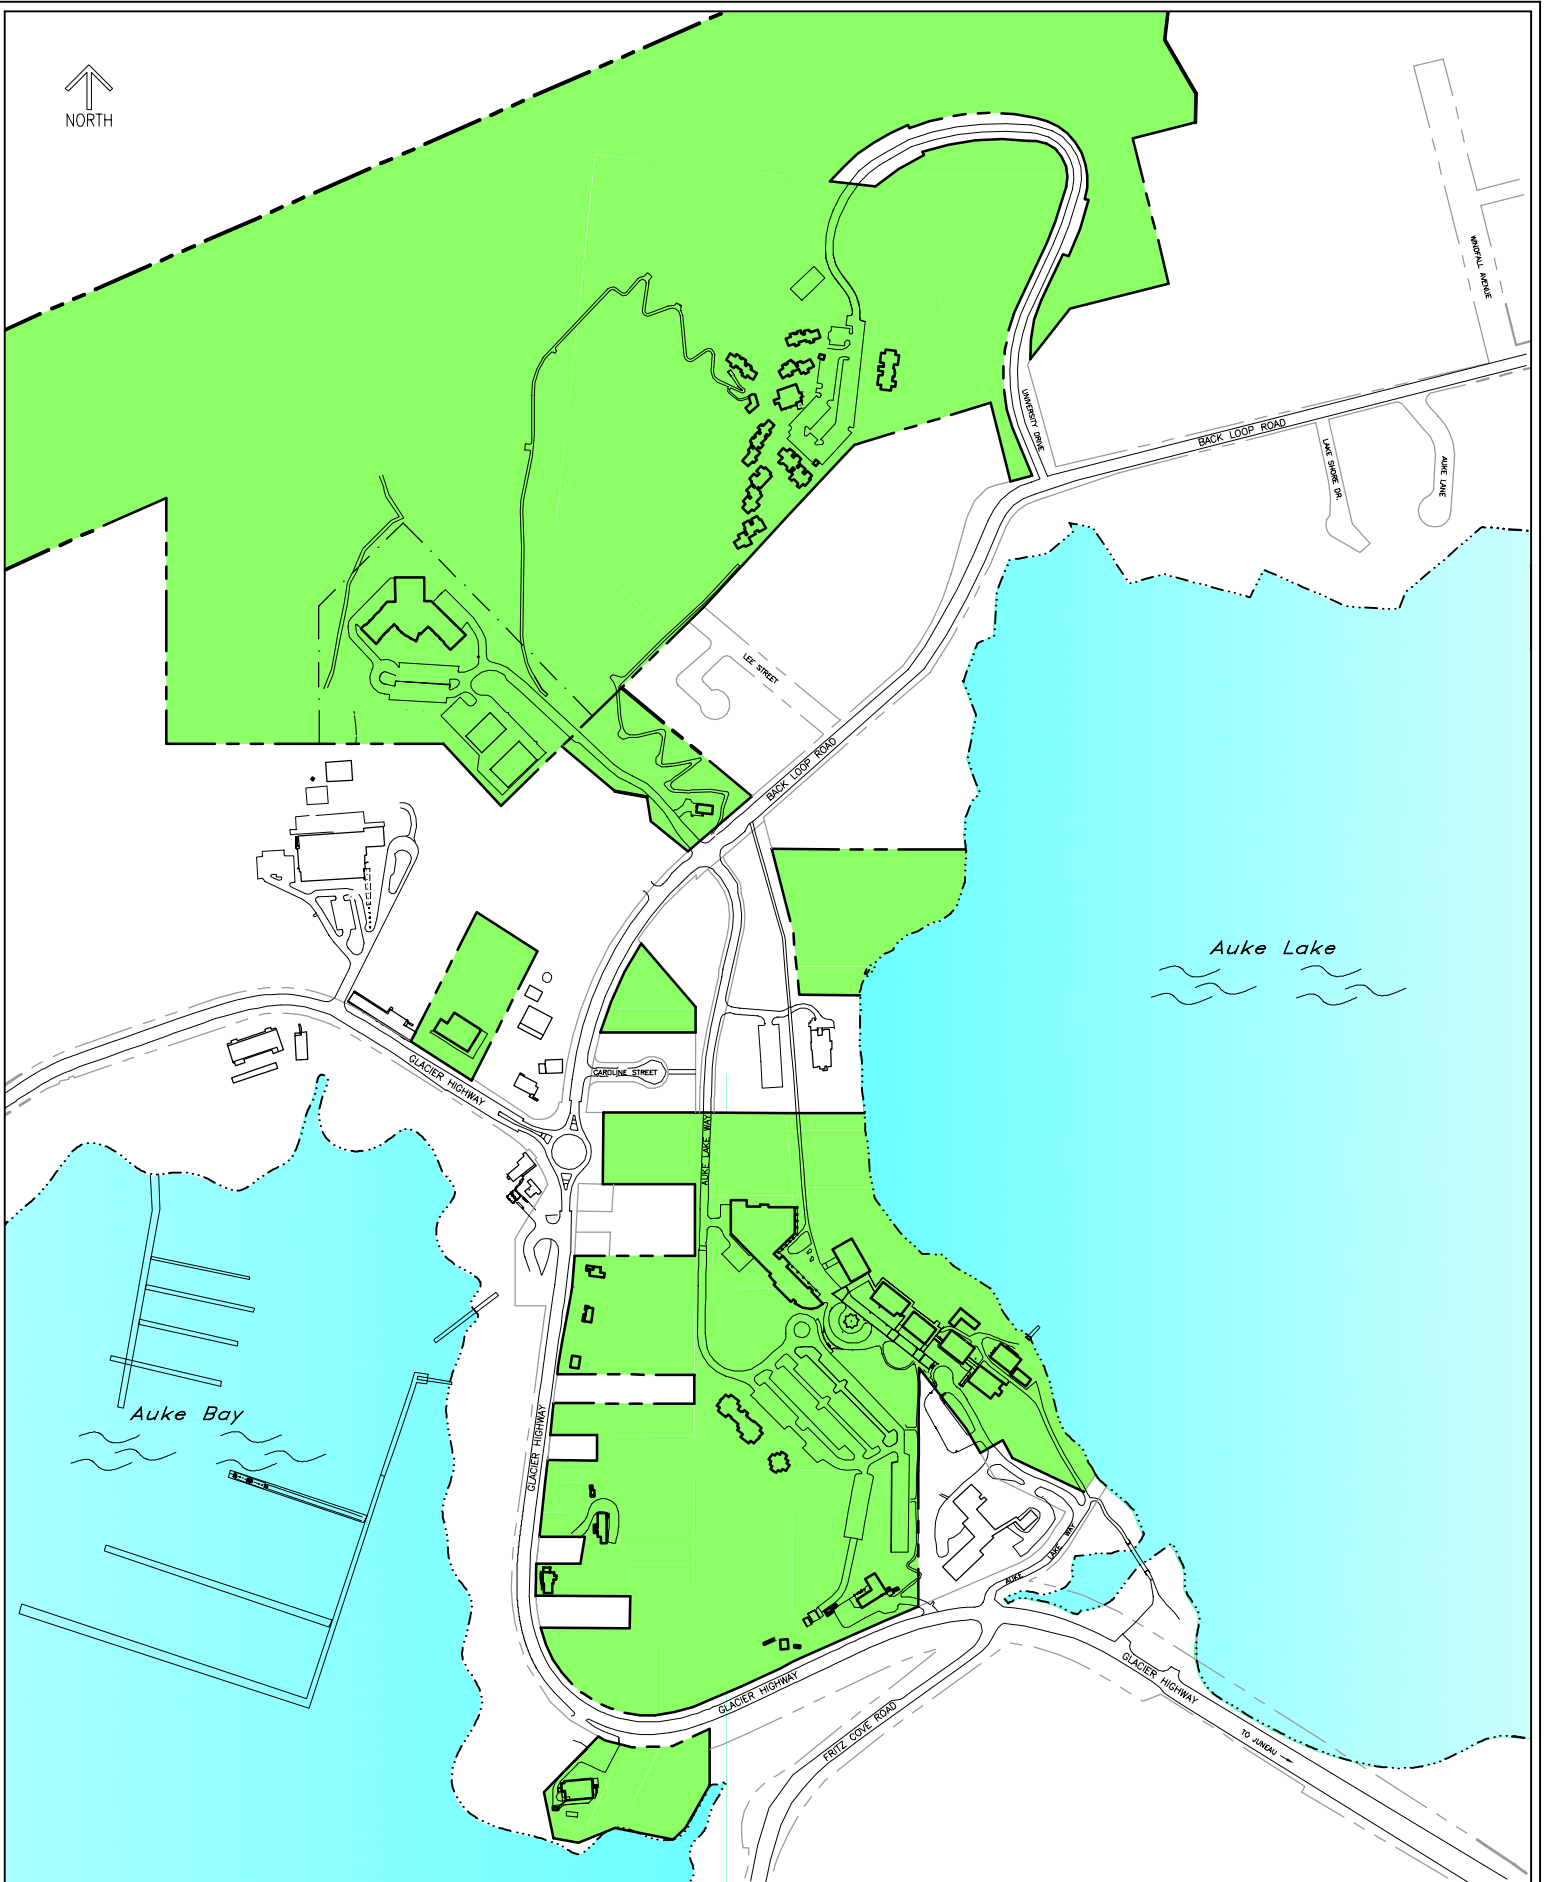 NORTH
WINDFALL AVENUE
UNIVERSITY DRIVE
BACK LOOP ROAD
LAKE SHORE DR.
AUKE LANE
LEE STREET
BACK LOOP ROAD
Auke Lake
GLACIER HIGHWAY
CAROLINE STREET
AUKE LAKE WAY
Auke Bay
GLACIER HIGHWAY
AUKE LAKE WAY
GLACIER HIGHWAY
GLACIER HIGHWAY
FRITZ COVE ROAD
TO JUNEAU